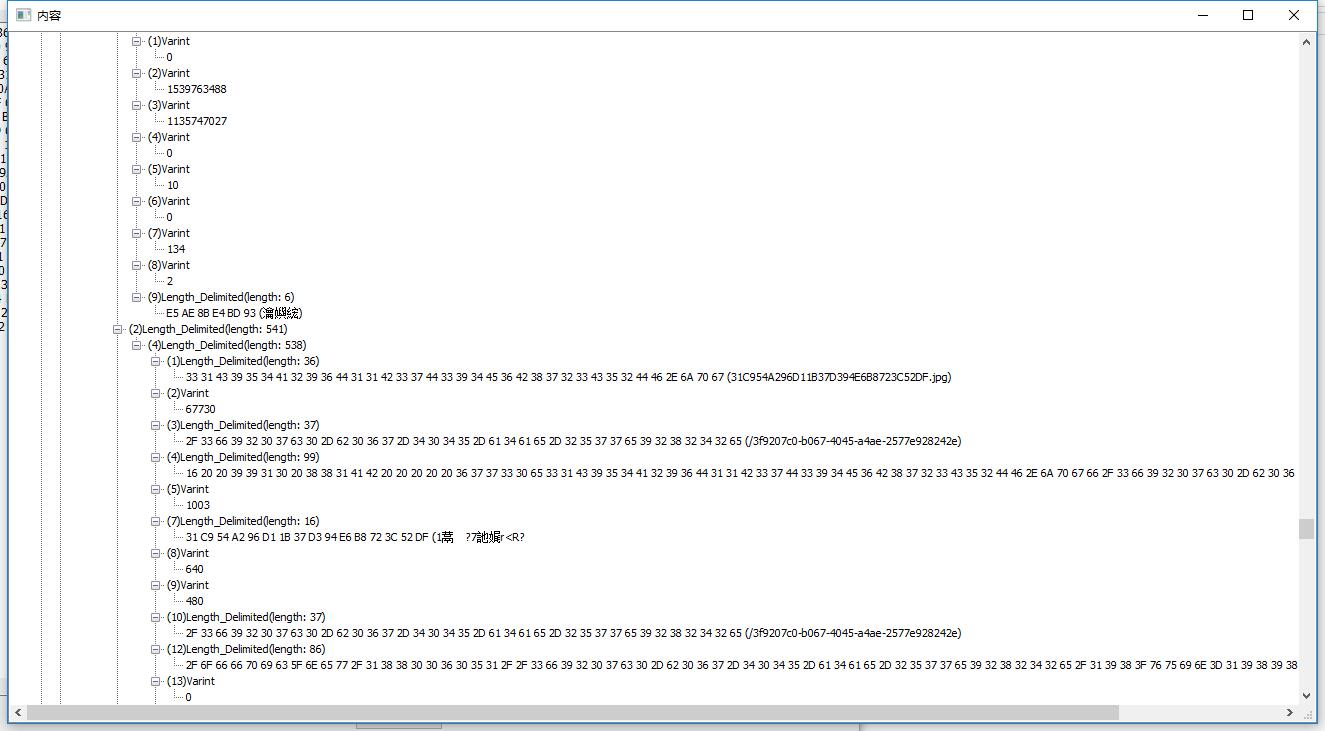 内容
(1)Varint
0
(2)Varint
1539763488
(3)Varint
1135747027
(4)Varint
0
(5)Varint
10
(6)Varint
0
(7)Varint
134
(8)Varint
2
(9)Length_Delimited(length: 6)
E5 AE 8B E4 BD 93 (瀹嬩綋)
(2)Length_Delimited(length: 541)
(4)Length_Delimited(length: 538)
(1)Length_Delimited(length: 36)
33 31 43 39 35 34 41 32 39 36 44 31 31 42 33 37 44 33 39 34 45 36 42 38 37 32 33 43 35 32 44 46 2E 6A 70 67 (31C954A296D11B37D394E6B8723C52DF.jpg)
(2)Varint
67730
(3)Length_Delimited(length: 37)
2F 33 66 39 32 30 37 63 30 2D 62 30 36 37 2D 34 30 34 35 2D 61 34 61 65 2D 32 35 37 37 65 39 32 38 32 34 32 65 (/3f9207c0-b067-4045-a4ae-2577e928242e)
(4)Length_Delimited(length: 99)
16 20 20 39 39 31 30 20 38 38 31 41 42 20 20 20 20 20 36 37 37 33 30 65 33 31 43 39 35 34 41 32 39 36 44 31 31 42 33 37 44 33 39 34 45 36 42 38 37 32 33 43 35 32 44 46 2E 6A 70 67 66 2F 33 66 39 32 30 37 63 30 2D 62 30 36
(5)Varint
1003
(7)Length_Delimited(length: 16)
31 C9 54 A2 96 D1 1B 37 D3 94 E6 B8 72 3C 52 DF (1 ?7 r<R?
(8)Varint
640
(9)Varint
480
(10)Length_Delimited(length: 37)
2F 33 66 39 32 30 37 63 30 2D 62 30 36 37 2D 34 30 34 35 2D 61 34 61 65 2D 32 35 37 37 65 39 32 38 32 34 32 65 (/3f9207c0-b067-4045-a4ae-2577e928242e)
(12)Length_Delimited(length: 86)
2F 6F 66 66 70 69 63 5F 6E 65 77 2F 31 38 38 30 30 36 30 35 31 2F 2F 33 66 39 32 30 37 63 30 2D 62 30 36 37 2D 34 30 34 35 2D 61 34 61 65 2D 32 35 37 37 65 39 32 38 32 34 32 65 2F 31 39 38 3F 76 75 69 6E 3D 31 39 38 39 38
(13)Varint
0